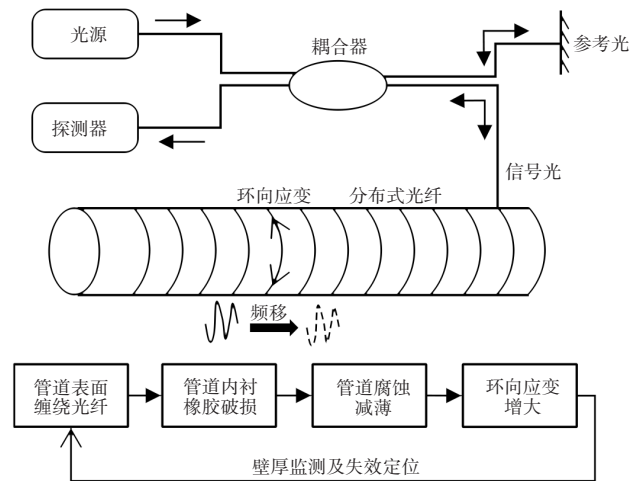 光源
耦合器
参考光
探测器
信号光
环向应变
分布式光纤
频移
管道表面
缠绕光纤
管道内衬
橡胶破损
管道腐蚀
减薄
环向应变
增大
壁厚监测及失效定位